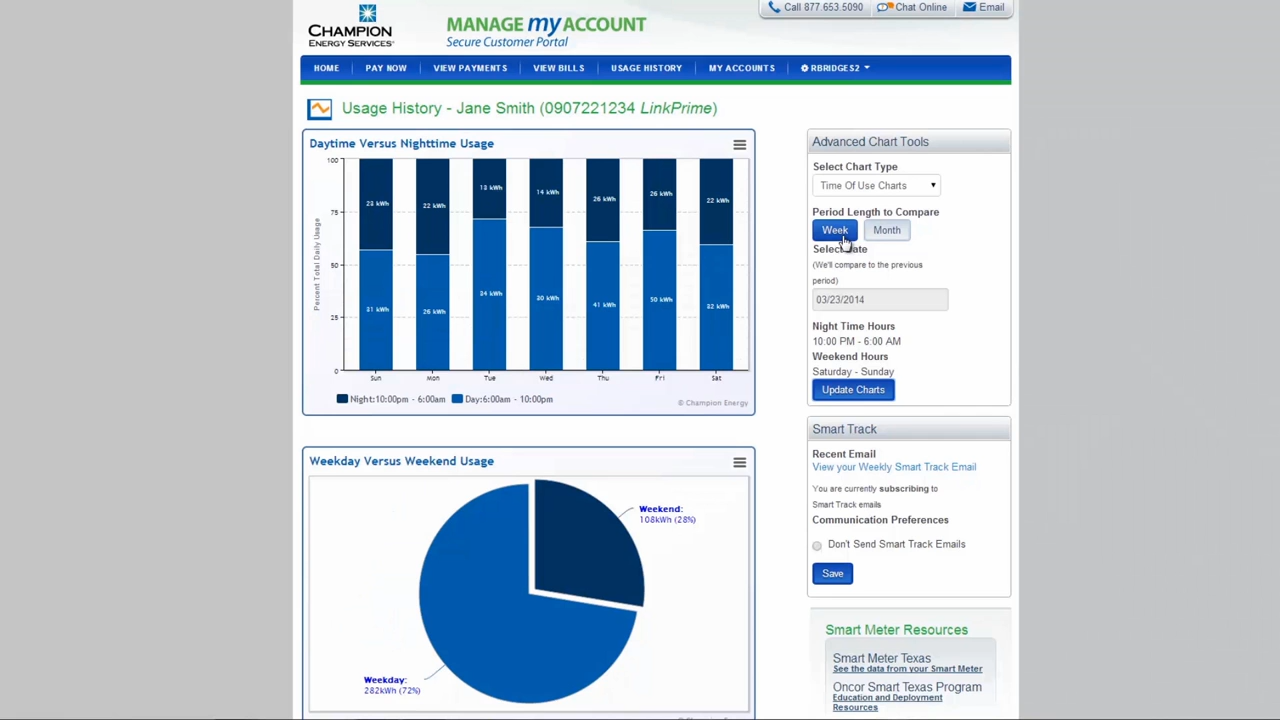 CHAMPION
ENERGY SERVICES
MANAGE my ACCOUNT
Secure Customer Portal
Call 877.653.5090
Chat Online
Email
HOME
PAY NOW
VIEW PAYMENTS
VIEW BILLS
USAGE HISTORY
MY ACCOUNTS
RBRIDGES2
Usage History - Jane Smith (0907221234 LinkPrime)
Daytime Versus Nighttime Usage
Percent Total Daily Usage
100
75
50
25
0
22 kWh
13 kWh
14 kWh
26 kWh
26 kWh
22 kWh
31 kWh
26 kWh
34 kWh
30 kWh
41 kWh
50 kWh
32 kWh
Sun
Mon
Tue
Wed
Thu
Fri
Sat
Night:10:00pm - 6:00am
Day:6:00am - 10:00pm
© Champion Energy
Weekday Versus Weekend Usage
Weekend:
108kWh (28%)
Weekday:
282kWh (72%)
Advanced Chart Tools
Select Chart Type
Time Of Use Charts
Period Length to Compare
Week
Month
Select Date
(We'll compare to the previous
period)
03/23/2014
Night Time Hours
10:00 PM - 6:00 AM
Weekend Hours
Saturday - Sunday
Update Charts
Smart Track
Recent Email
View your Weekly Smart Track Email
You are currently subscribing to
Smart Track emails
Communication Preferences
Don't Send Smart Track Emails
Save
Smart Meter Resources
Smart Meter Texas
See the data from your Smart Meter
Oncor Smart Texas Program
Education and Deployment
Resources